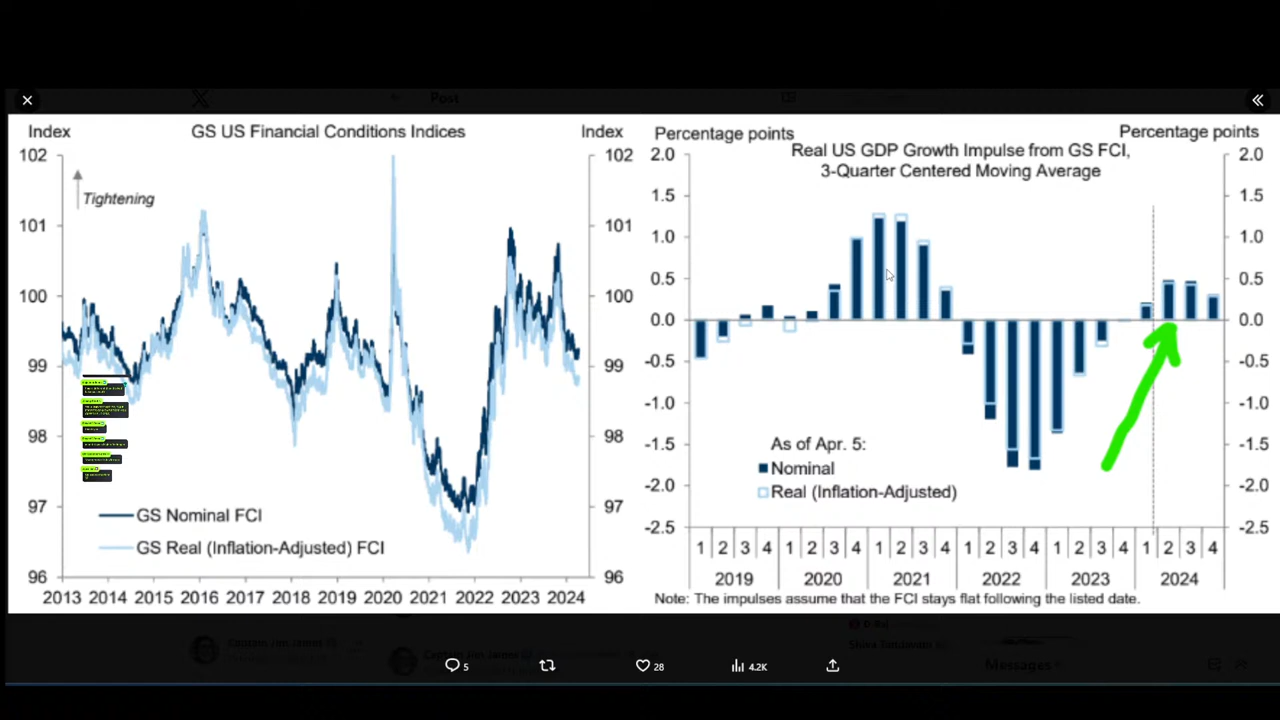 Post
Index
GS US Financial Conditions Indices
Index
102
101
100
99
98
97
96
Tightening
102
101
100
99
98
97
96
GS Nominal FCI
GS Real (Inflation-Adjusted) FCI
2013 2014 2015 2016 2017 2018 2019 2020 2021 2022 2023 2024
Percentage points
Percentage points
Real US GDP Growth Impulse from GS FCI,
3-Quarter Centered Moving Average
2.0
1.5
1.0
0.5
0.0
-0.5
-1.0
-1.5
-2.0
-2.5
2.0
1.5
1.0
0.5
0.0
-0.5
-1.0
-1.5
-2.0
-2.5
As of Apr. 5:
Nominal
Real (Inflation-Adjusted)
1 2 3 4 1 2 3 4 1 2 3 4 1 2 3 4 1 2 3 4 1 2 3 4
2019 2020 2021 2022 2023 2024
Note: The impulses assume that the FCI stays flat following the listed date.
Captain Jim James
Messages
5
28
4.2K